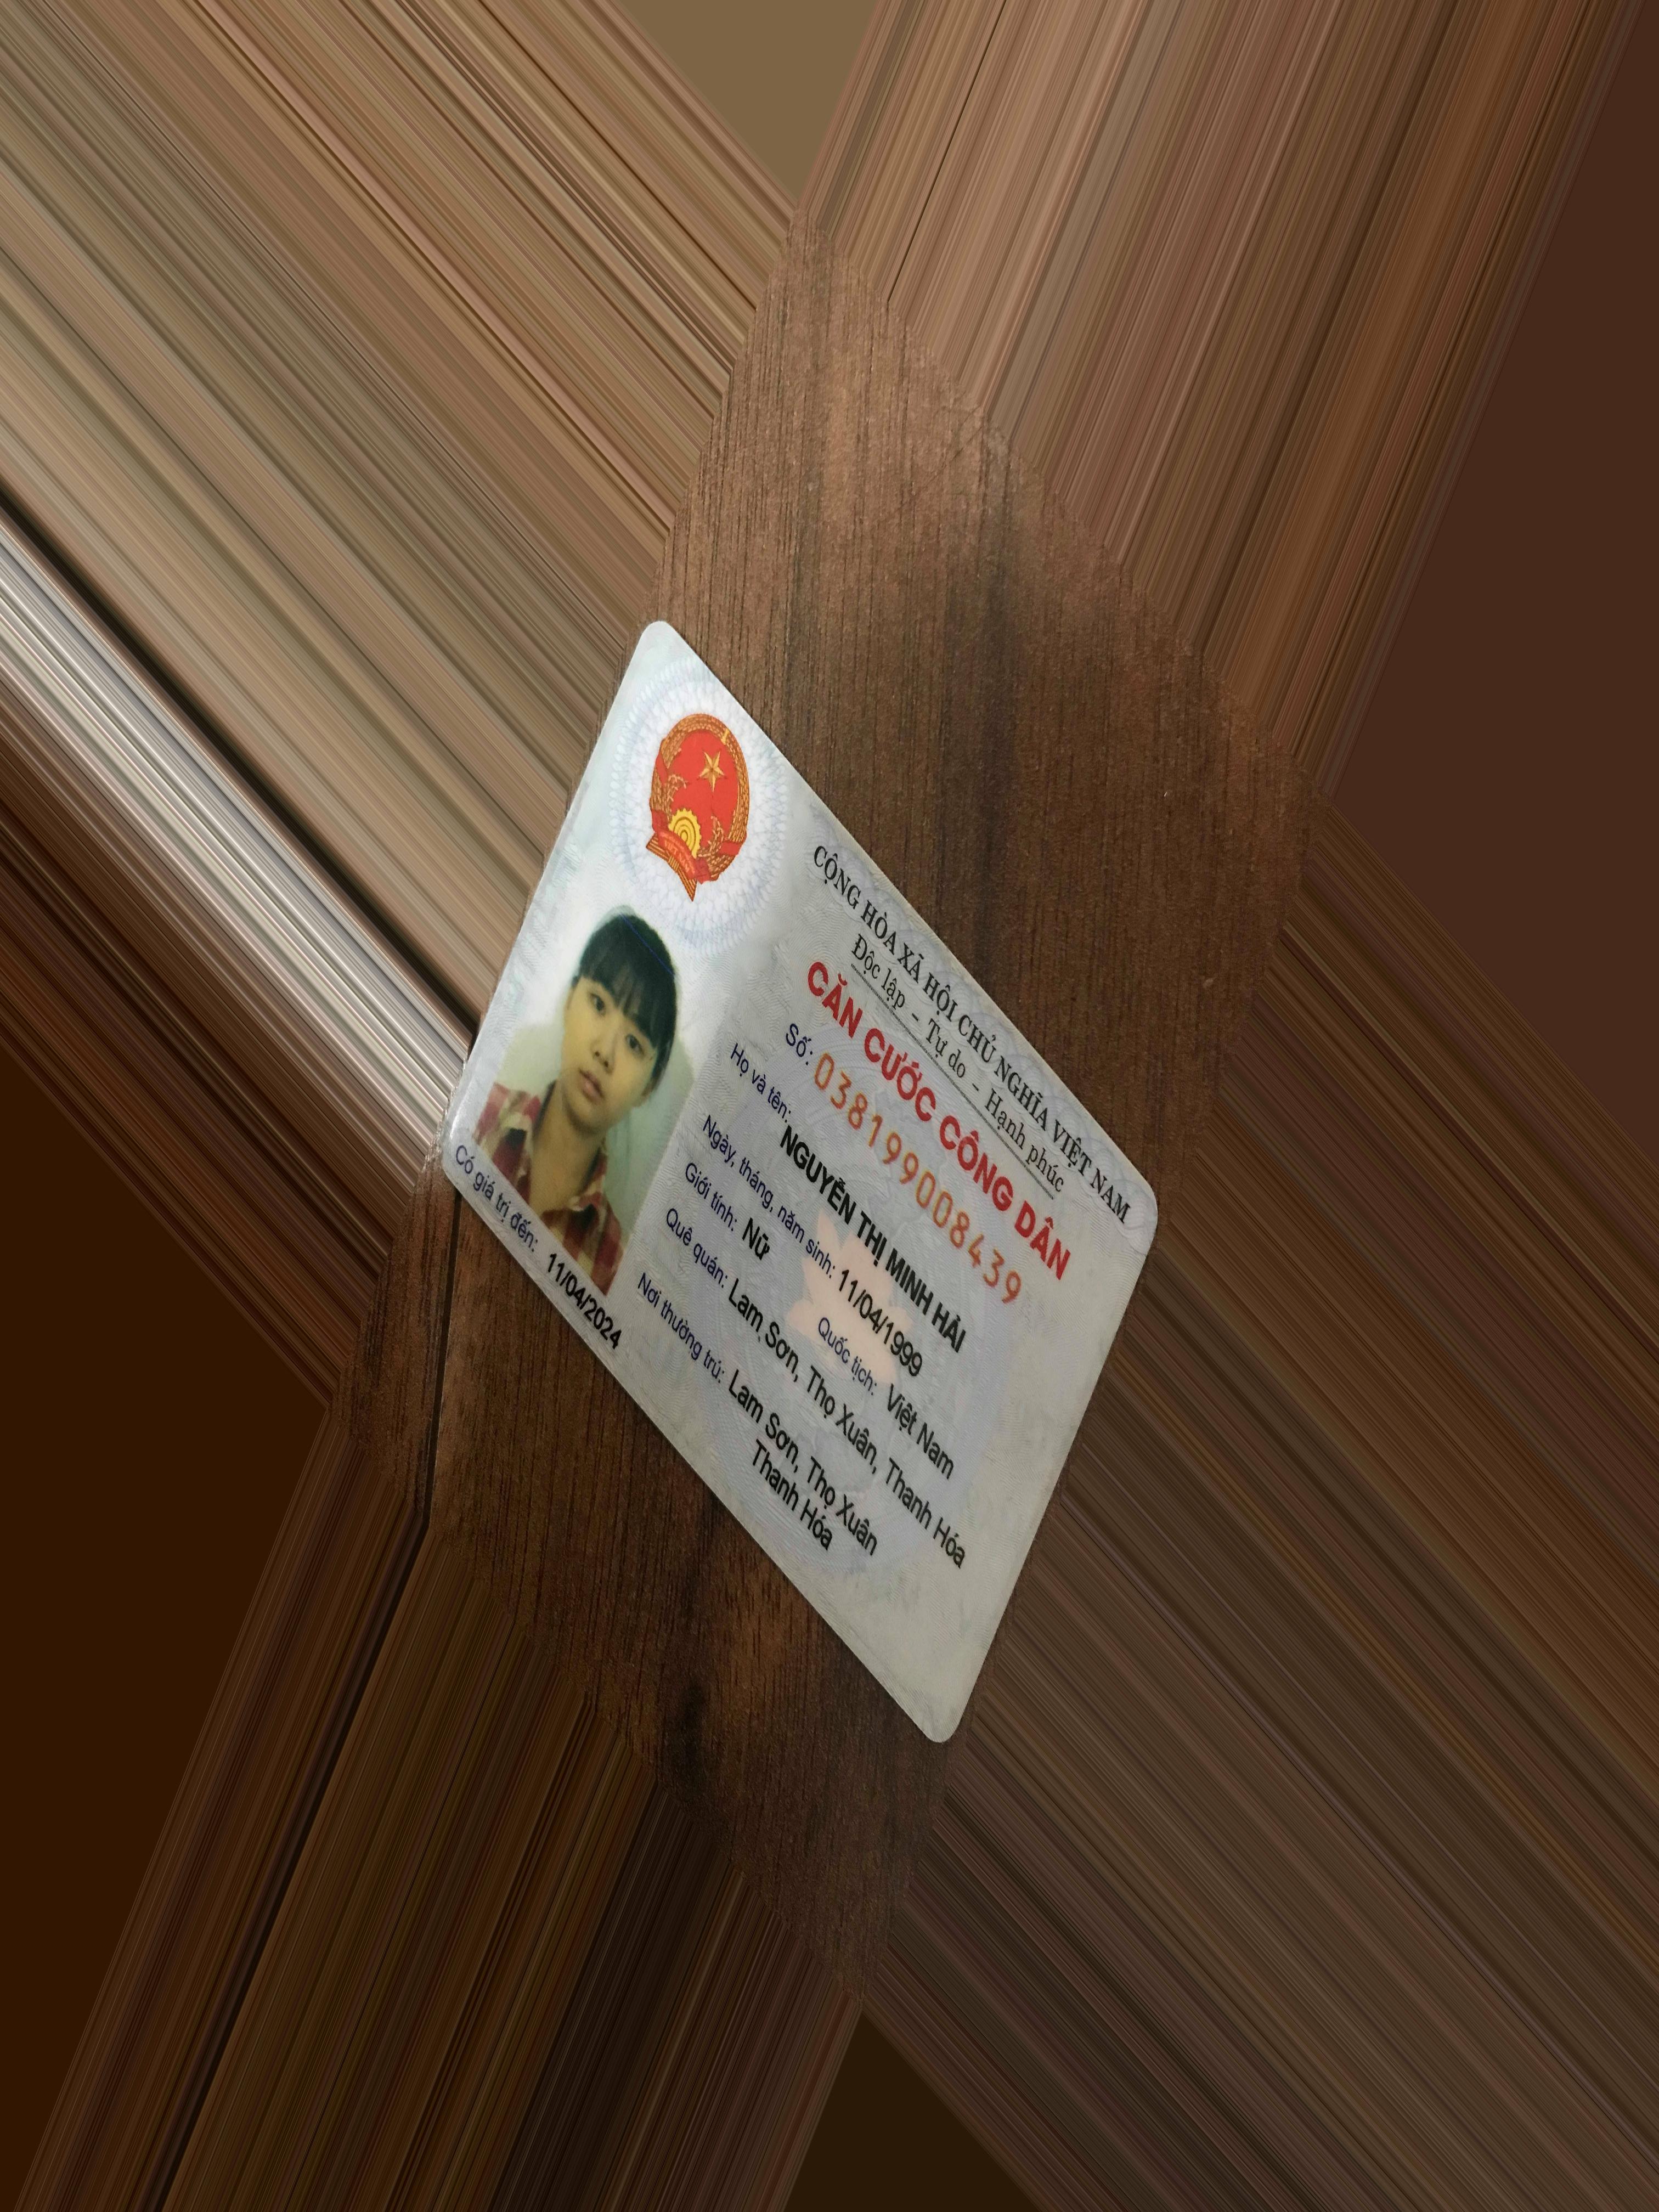 CỘNG HÒA XÃ HỘI CHỦ NGHĨA VIỆT NAM
Độc lập - Tự do - Hạnh phúc
CĂN CƯỚC CÔNG DÂN
Số: 038199008439
Họ và tên: NGUYỄN THỊ MINH HẢI
Ngày, tháng, năm sinh: 11/04/1999
Giới tính: Nữ Quốc tịch: Việt Nam
Quê quán: Lam Sơn, Thọ Xuân, Thanh Hóa
Nơi thường trú: Lam Sơn, Thọ Xuân
Thanh Hóa
Có giá trị đến: 11/04/2024